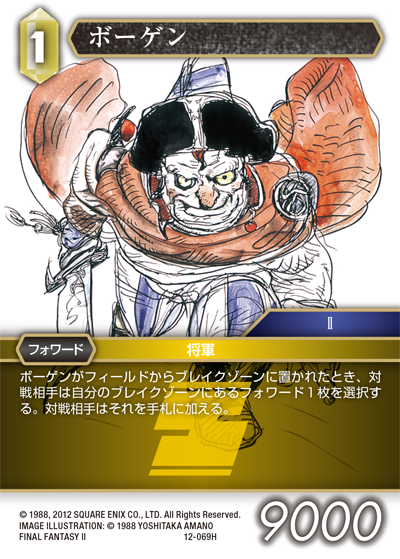 1
ボーゲン
II
フォワード
将軍
ボーゲンがフィールドからブレイクゾーンに置かれたとき、対
戦相手は自分のブレイクゾーンにあるフォワード1枚を選択す
る。対戦相手はそれを手札に加える。
© 1988, 2012 SQUARE ENIX CO., LTD. All Rights Reserved.
IMAGE ILLUSTRATION: © 1988 YOSHITAKA AMANO
FINAL FANTASY II
12-069H
9000